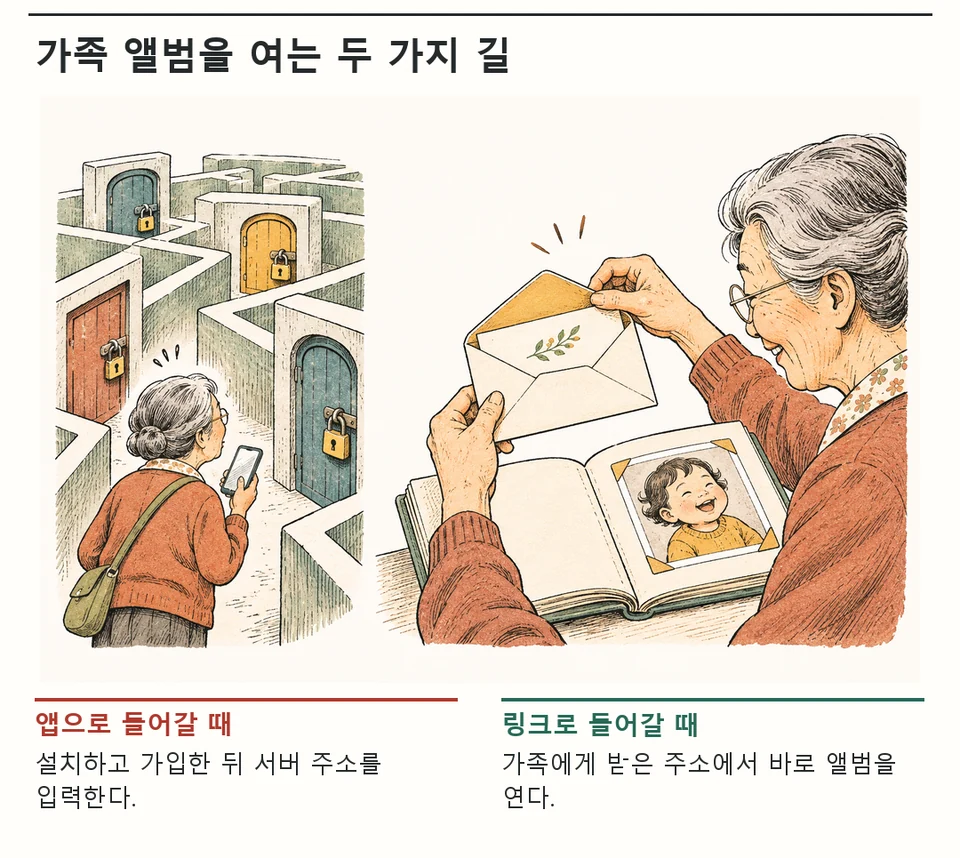 가족 앨범을 여는 두 가지 길
앱으로 들어갈 때
설치하고 가입한 뒤 서버 주소를
입력한다.
링크로 들어갈 때
가족에게 받은 주소에서 바로 앨범을
연다.